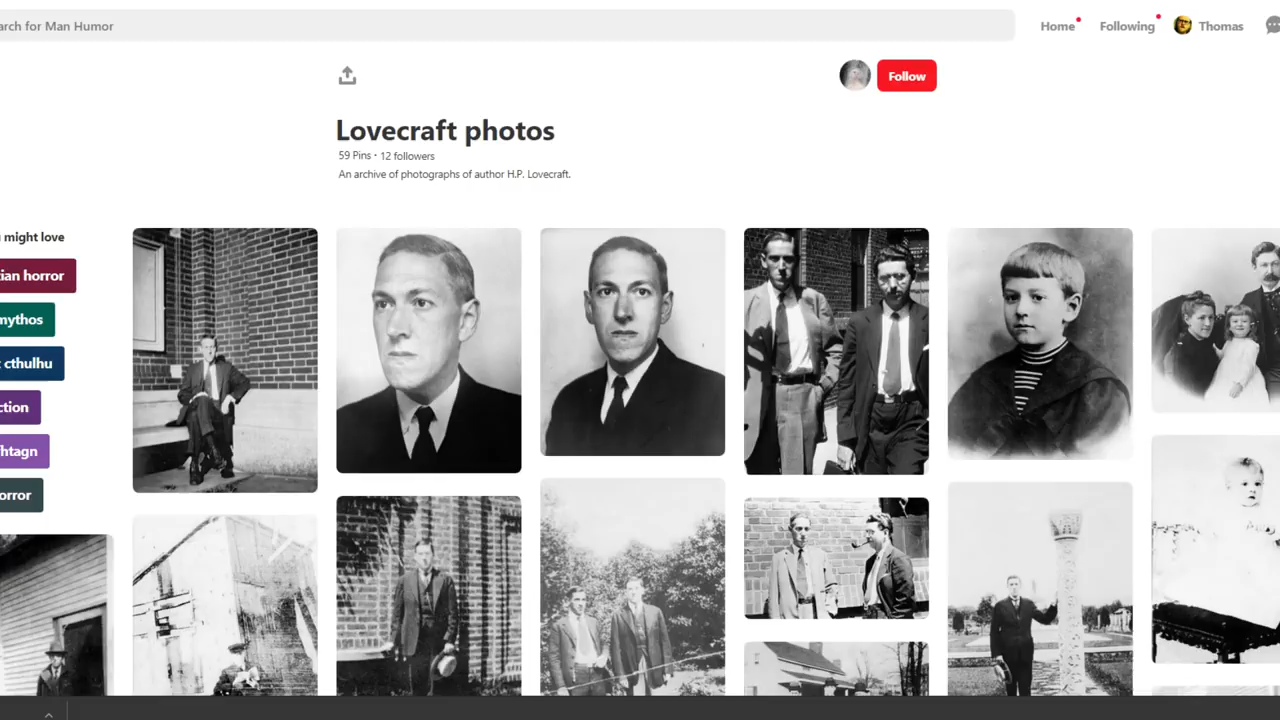 arch for Man Humor
Home
Following
Thomas
Follow
Lovecraft photos
59 Pins · 12 followers
An archive of photographs of author H.P. Lovecraft.
might love
ian horror
mythos
cthulhu
ction
htagn
orror